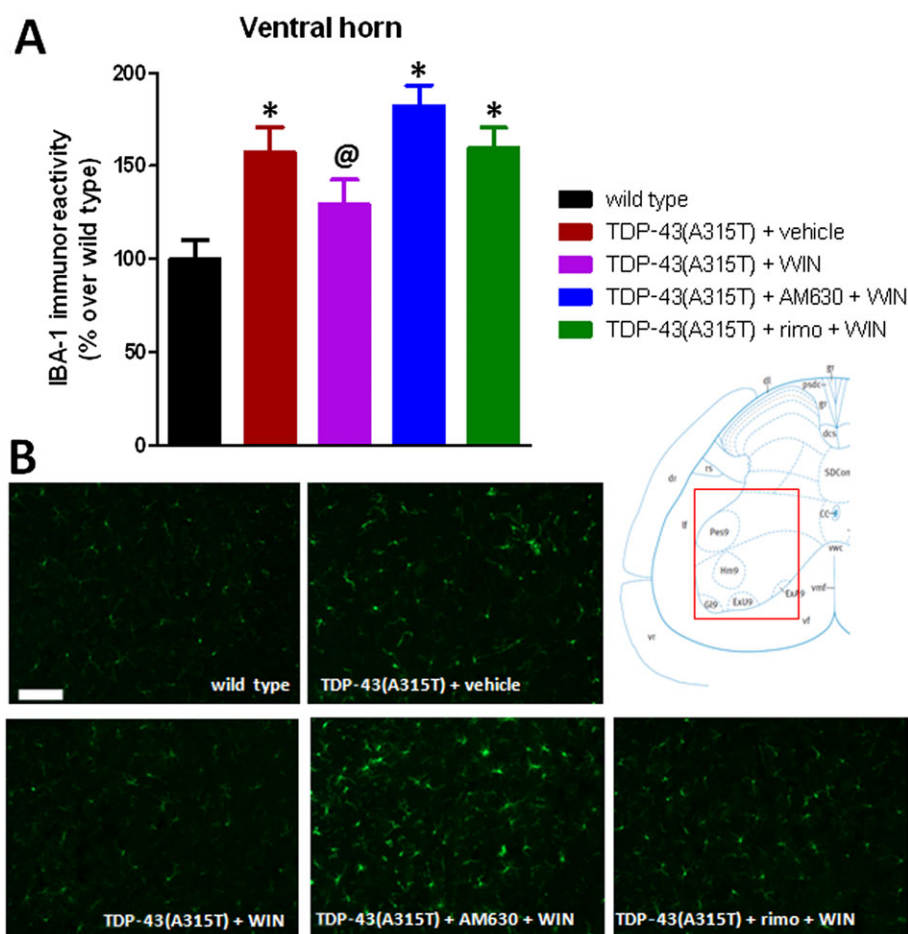 A
Ventral horn
IBA-1 immunoreactivity
(% over wild type)
200
150
100
50
0
*
@
*
*
wild type
TDP-43(A315T) + vehicle
TDP-43(A315T) + WIN
TDP-43(A315T) + AM630 + WIN
TDP-43(A315T) + rimo + WIN
B
wild type
TDP-43(A315T) + vehicle
gr
dl
psdc
gr
dcs
rs
SDCom
dr
lf
CC
Pes9
vwc
Hm9
vmf
Gl9
ExU9
ExA9
vf
vr
TDP-43(A315T) + WIN
TDP-43(A315T) + AM630 + WIN
TDP-43(A315T) + rimo + WIN